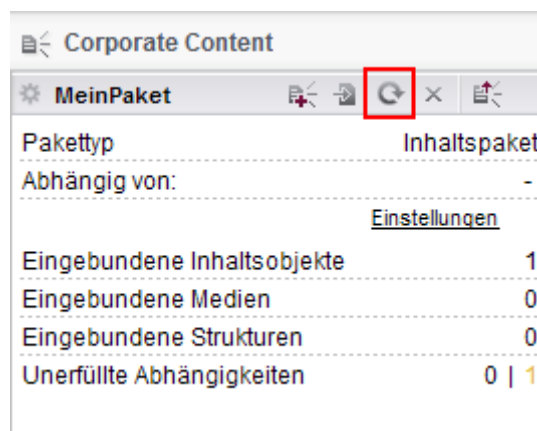 Corporate Content
MeinPaket
Pakettyp Inhaltspaket
Abhängig von: -
Einstellungen
Eingebundene Inhaltsobjekte 1
Eingebundene Medien 0
Eingebundene Strukturen 0
Unerfüllte Abhängigkeiten 0 | 1